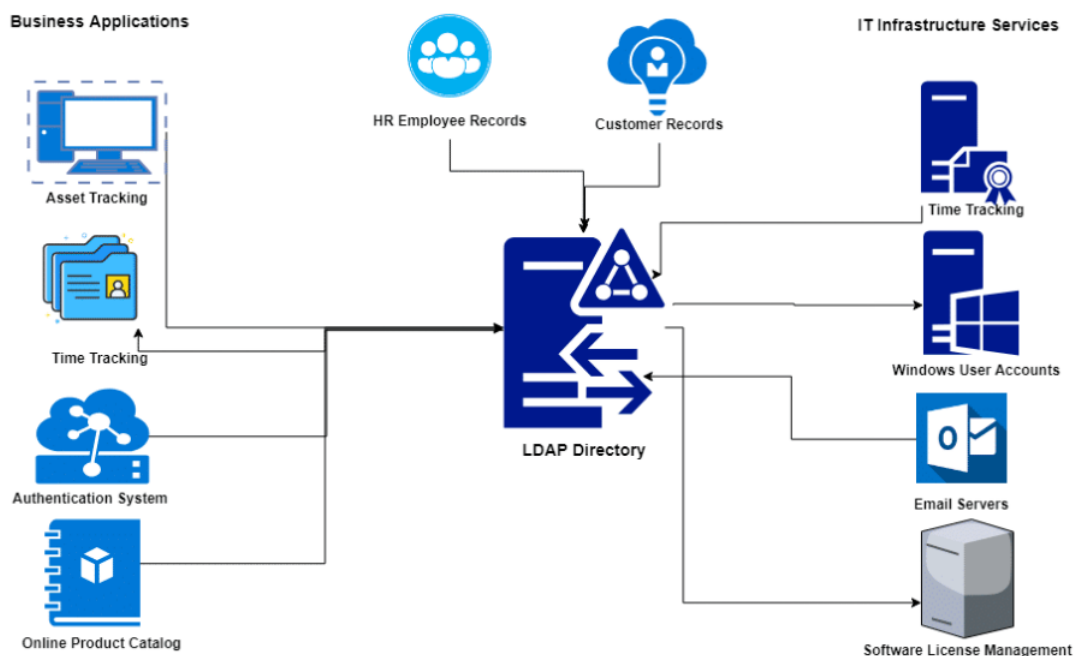 Business Applications
IT Infrastructure Services
HR Employee Records
Customer Records
Asset Tracking
Time Tracking
Time Tracking
Windows User Accounts
LDAP Directory
Authentication System
O
Email Servers
Online Product Catalog
Software License Management